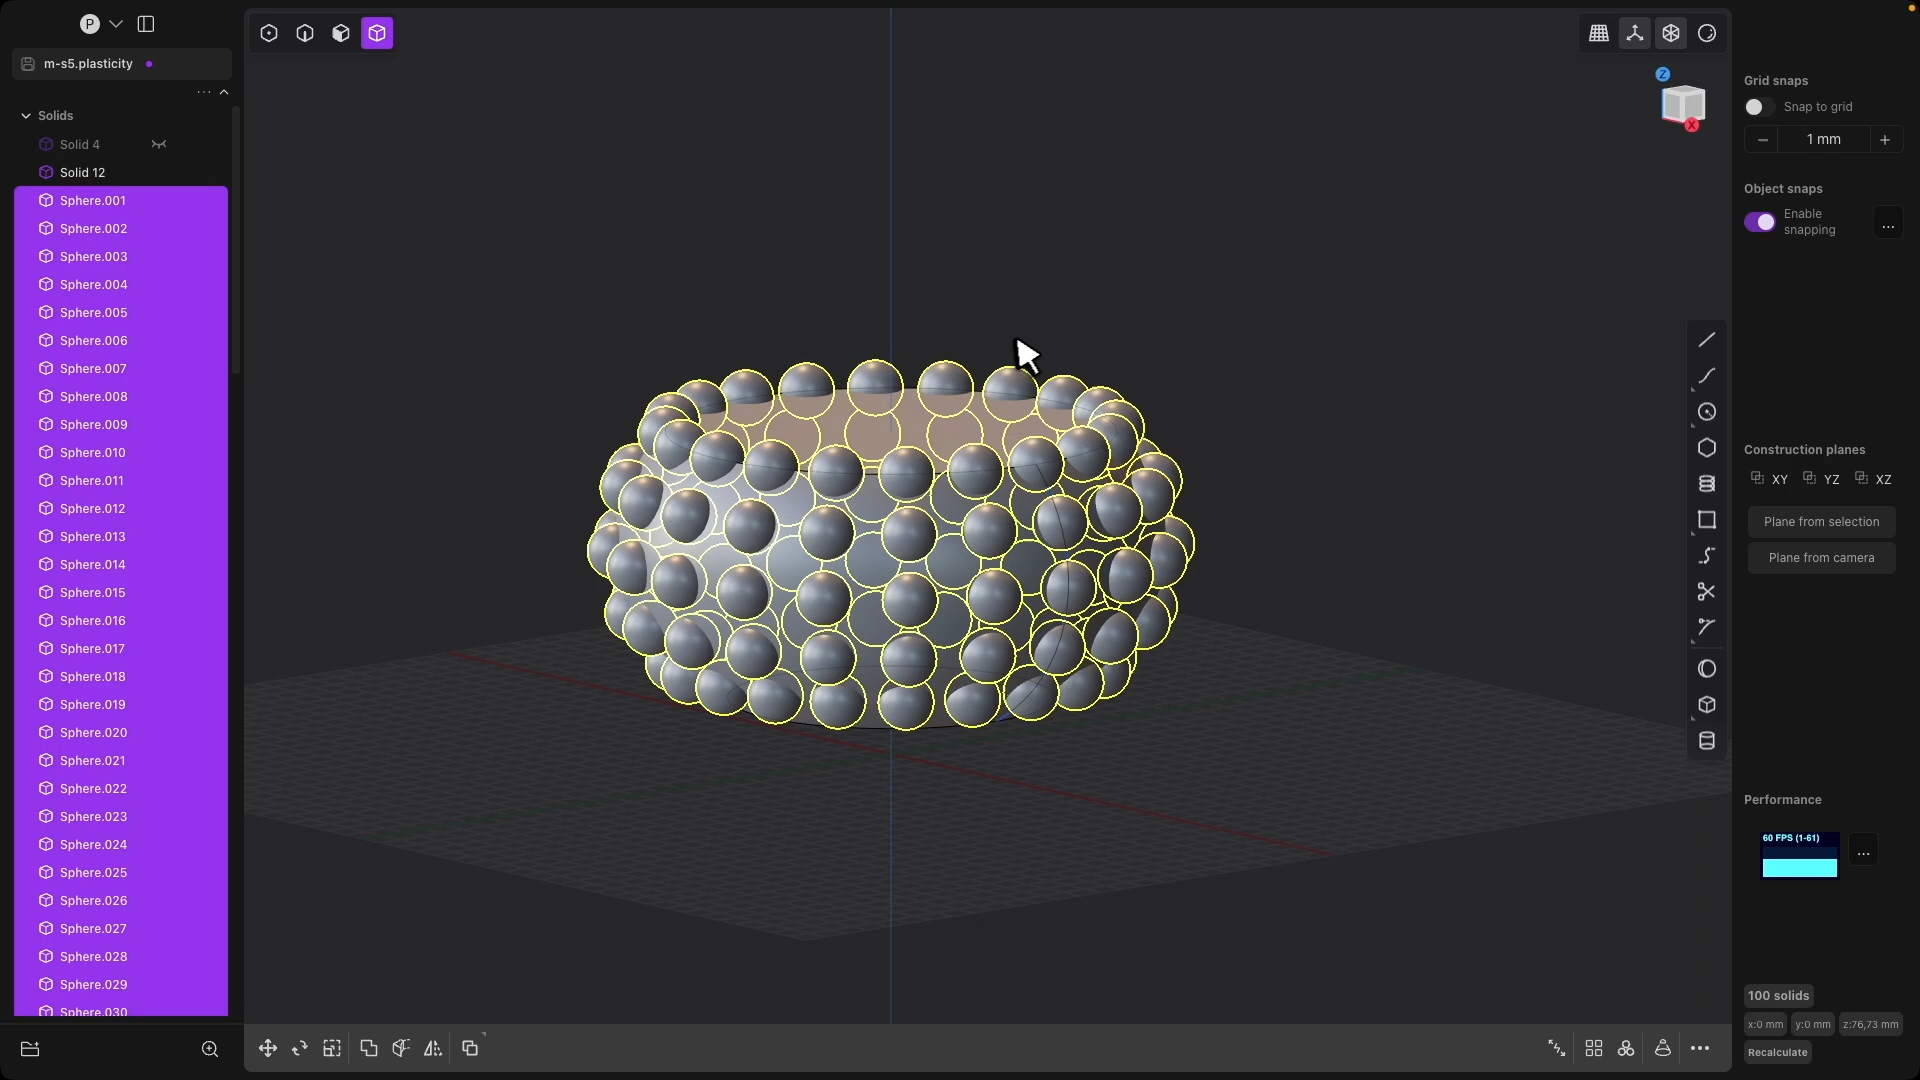 P
m-s5.plasticity
Solids
Solid 4
Solid 12
Sphere.001
Sphere.002
Sphere.003
Sphere.004
Sphere.005
Sphere.006
Sphere.007
Sphere.008
Sphere.009
Sphere.010
Sphere.011
Sphere.012
Sphere.013
Sphere.014
Sphere.015
Sphere.016
Sphere.017
Sphere.018
Sphere.019
Sphere.020
Sphere.021
Sphere.022
Sphere.023
Sphere.024
Sphere.025
Sphere.026
Sphere.027
Sphere.028
Sphere.029
Sphere.030
Z
X
Grid snaps
Snap to grid
1 mm
Object snaps
Enable
snapping
...
Construction planes
XY YZ XZ
Plane from selection
Plane from camera
Performance
60 FPS (1-61)
...
100 solids
x:0 mm y:0 mm z:76,73 mm
Recalculate